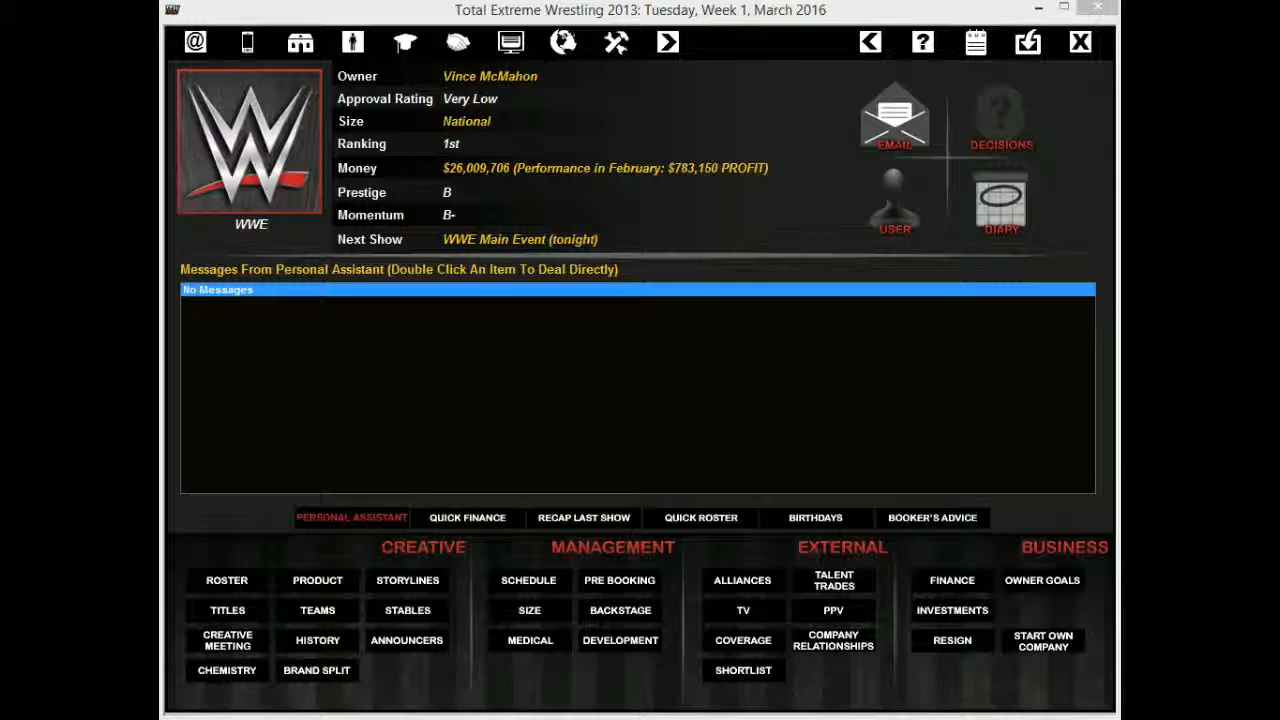 Total Extreme Wrestling 2013: Tuesday, Week 1, March 2016
Owner Vince McMahon
Approval Rating Very Low
Size National
Ranking 1st
Money $26,009,706 (Performance in February: $783,150 PROFIT)
Prestige B
Momentum B-
Next Show WWE Main Event (tonight)
WWE
EMAIL DECISIONS
USER DIARY
Messages From Personal Assistant (Double Click An Item To Deal Directly)
No Messages
PERSONAL ASSISTANT QUICK FINANCE RECAP LAST SHOW QUICK ROSTER BIRTHDAYS BOOKER'S ADVICE
CREATIVE MANAGEMENT EXTERNAL BUSINESS
ROSTER PRODUCT STORYLINES SCHEDULE PRE BOOKING ALLIANCES TALENT TRADES FINANCE OWNER GOALS
TITLES TEAMS STABLES SIZE BACKSTAGE TV PPV INVESTMENTS
CREATIVE MEETING HISTORY ANNOUNCERS MEDICAL DEVELOPMENT COVERAGE COMPANY RELATIONSHIPS RESIGN START OWN COMPANY
CHEMISTRY BRAND SPLIT SHORTLIST